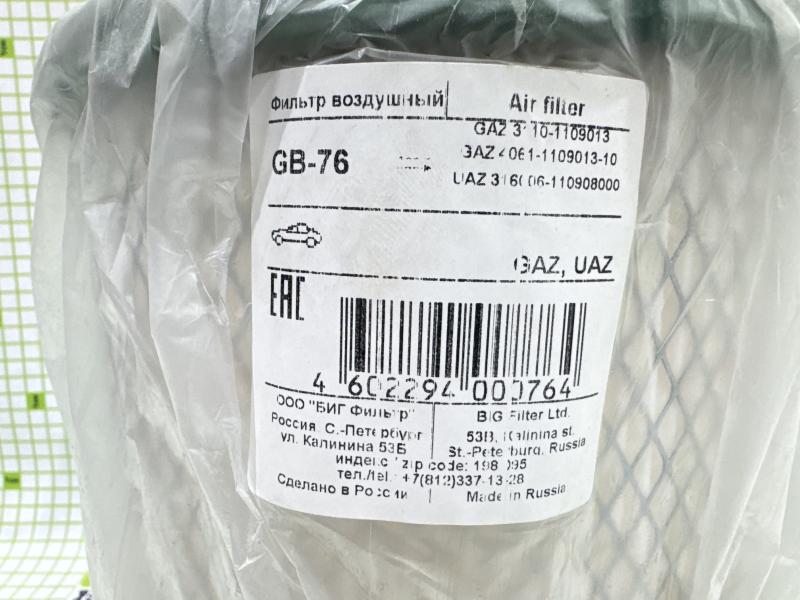 Фильтр воздушный
Air filter
GB-76
GAZ 3110-1109013
GAZ 4061-1109013-10
UAZ 316006-110908000
GAZ, UAZ
EAC
4 602294 000764
ООО "БИГ Фильтр"
Россия, С.-Петербург
ул. Калинина 53Б
BIG Filter Ltd.
53B, Kalinina st.
St.-Petersburg, Russia
индекс / zip code: 198095
тел./tel.: +7(812)337-13-28
Сделано в России
Made in Russia